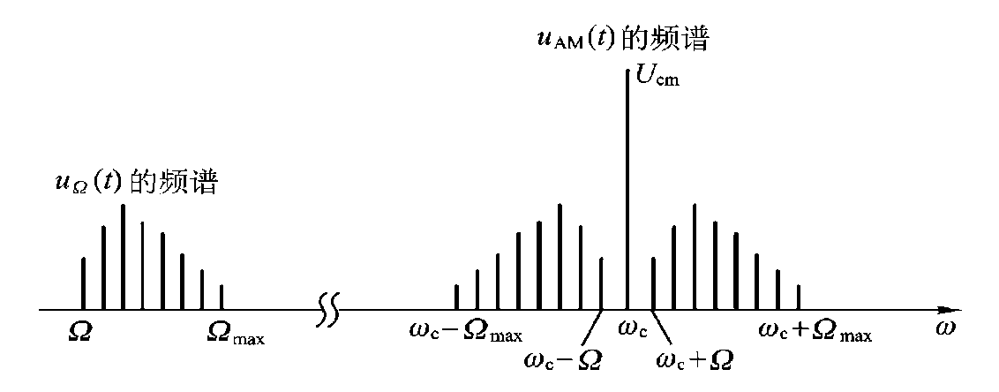 u_AM(t)的频谱
U_cm
u_Ω(t)的频谱
Ω
Ω_max
ω_c−Ω_max
ω_c
ω_c+Ω_max
ω
ω_c−Ω
ω_c+Ω